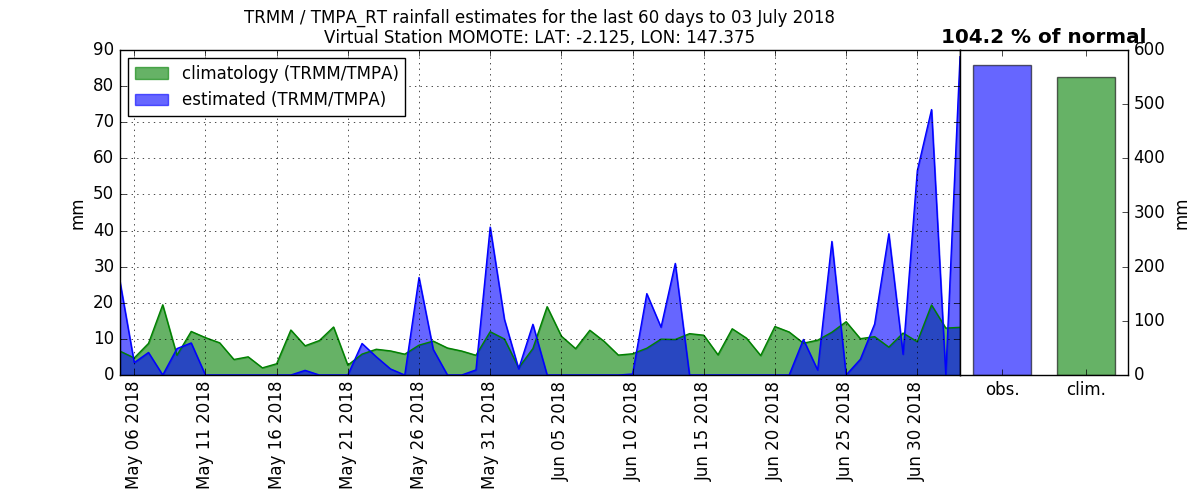 TRMM / TMPA_RT rainfall estimates for the last 60 days to 03 July 2018
Virtual Station MOMOTE: LAT: -2.125, LON: 147.375
104.2 % of normal
climatology (TRMM/TMPA)
estimated (TRMM/TMPA)
90
80
70
60
50
40
30
20
10
0
mm
May 06 2018
May 11 2018
May 16 2018
May 21 2018
May 26 2018
May 31 2018
Jun 05 2018
Jun 10 2018
Jun 15 2018
Jun 20 2018
Jun 25 2018
Jun 30 2018
obs.
clim.
600
500
400
300
200
100
0
mm